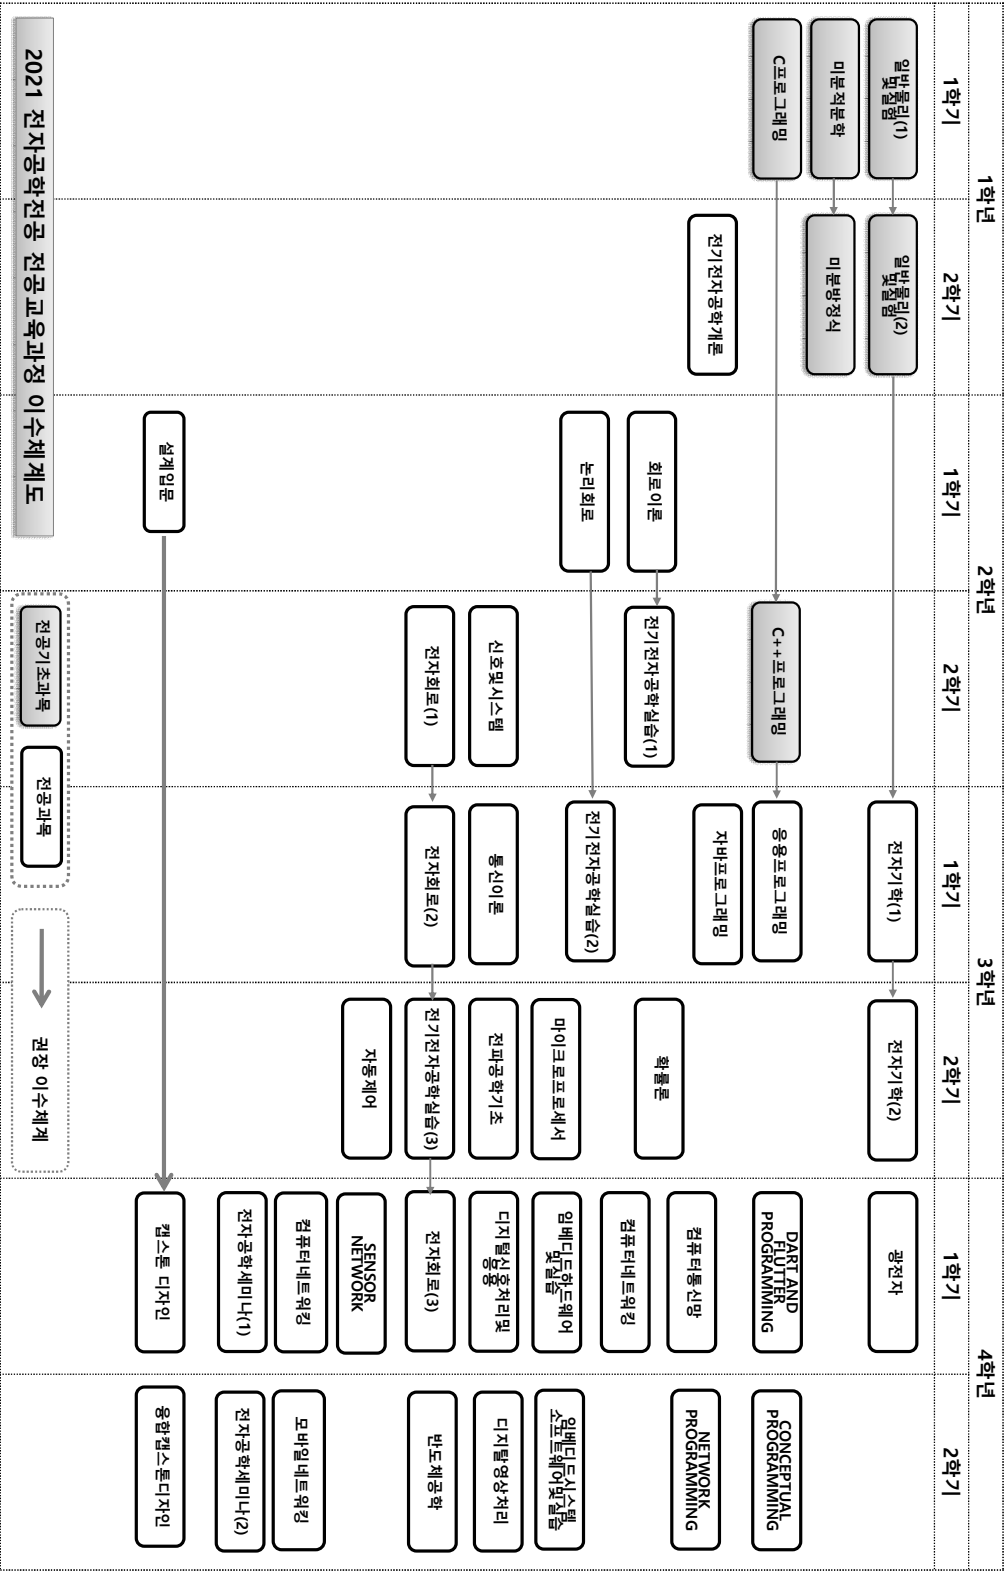 1학년
2학년
3학년
4학년
1학기
2학기
1학기
2학기
1학기
2학기
1학기
2학기
일반물리(1)
및실험
일반물리(2)
및실험
전자기학(1)
전자기학(2)
광전자
미분적분학
미분방정식
C프로그래밍
C++프로그래밍
응용프로그래밍
DART AND
FLUTTER
PROGRAMMING
CONCEPTUAL
PROGRAMMING
전기전자공학개론
자바프로그래밍
컴퓨터통신망
NETWORK
PROGRAMMING
회로이론
전기전자공학실습(1)
확률론
컴퓨터네트워킹
논리회로
전기전자공학실습(2)
마이크로프로세서
임베디드하드웨어
및실습
임베디드시스템
소프트웨어및실습
신호및시스템
통신이론
전파공학기초
디지털신호처리및
응용
디지탈영상처리
전자회로(1)
전자회로(2)
전기전자공학실습(3)
전자회로(3)
반도체공학
자동제어
SENSOR
NETWORK
컴퓨터네트워킹
모바일네트워킹
전자공학세미나(1)
전자공학세미나(2)
설계입문
캡스톤 디자인
융합캡스톤디자인
2021 전자공학전공 전공교육과정 이수체계도
전공기초과목
전공과목
권장 이수체계